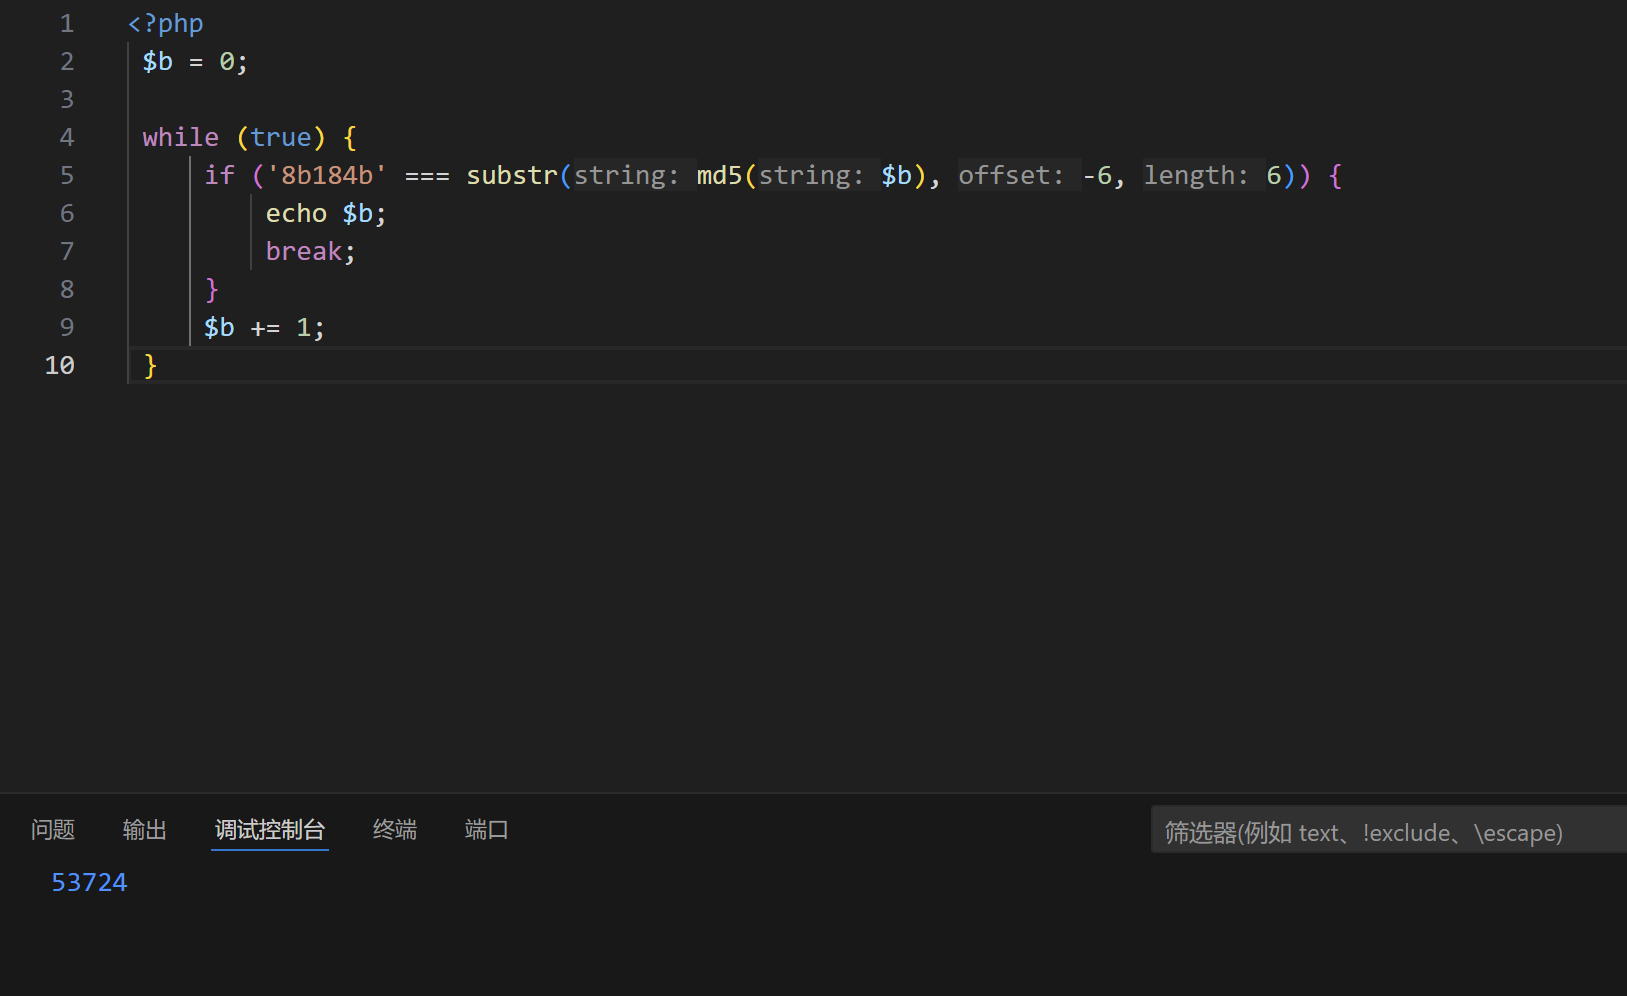 1 <?php
2 $b = 0;
3
4 while (true) {
5 if ('8b184b' === substr(string: md5(string: $b), offset: -6, length: 6)) {
6 echo $b;
7 break;
8 }
9 $b += 1;
10 }
问题 输出 调试控制台 终端 端口 筛选器(例如 text、!exclude、\escape)
53724